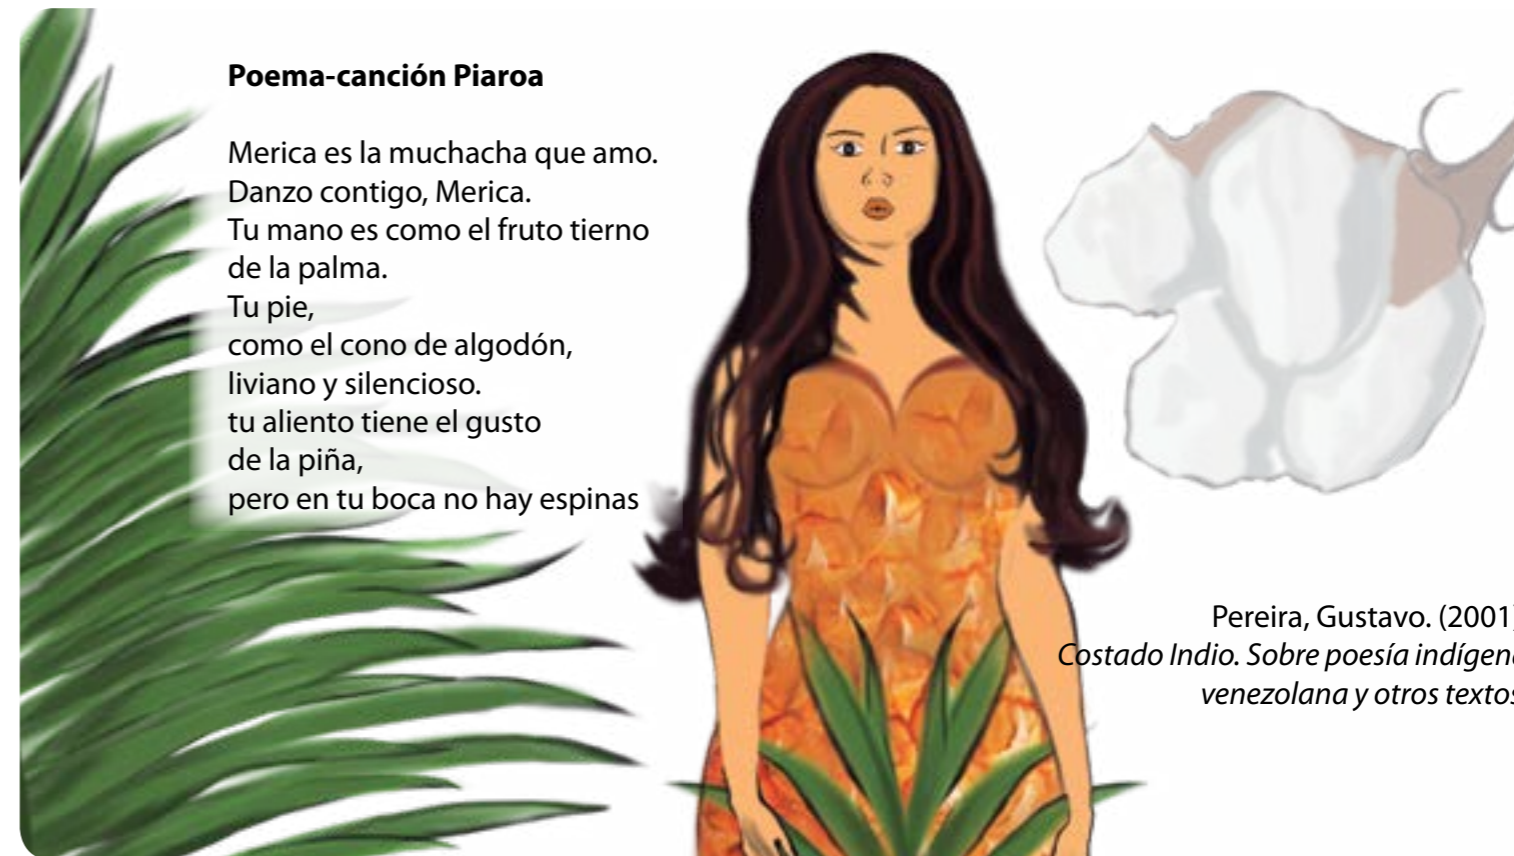 Poema-canción Piaroa
Merica es la muchacha que amo.
Danzo contigo, Merica.
Tu mano es como el fruto tierno
de la palma.
Tu pie,
como el cono de algodón,
liviano y silencioso.
tu aliento tiene el gusto
de la piña,
pero en tu boca no hay espinas
Pereira, Gustavo. (2001)
Costado Indio. Sobre poesía indígena
venezolana y otros textos